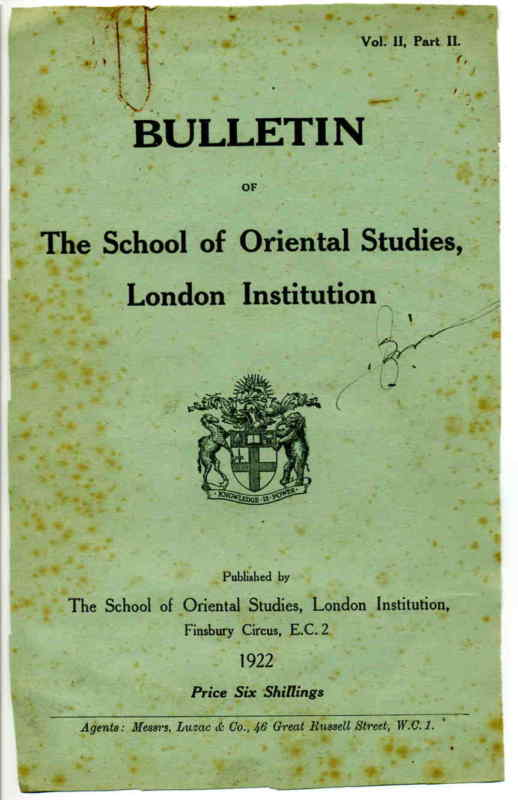 Vol. II, Part II.
BULLETIN
OF
The School of Oriental Studies,
London Institution
· KNOWLEDGE · IS · POWER ·
Published by
The School of Oriental Studies, London Institution,
Finsbury Circus, E.C. 2
1922
Price Six Shillings
Agents: Messrs, Luzac & Co., 46 Great Russell Street, W.C. 1.